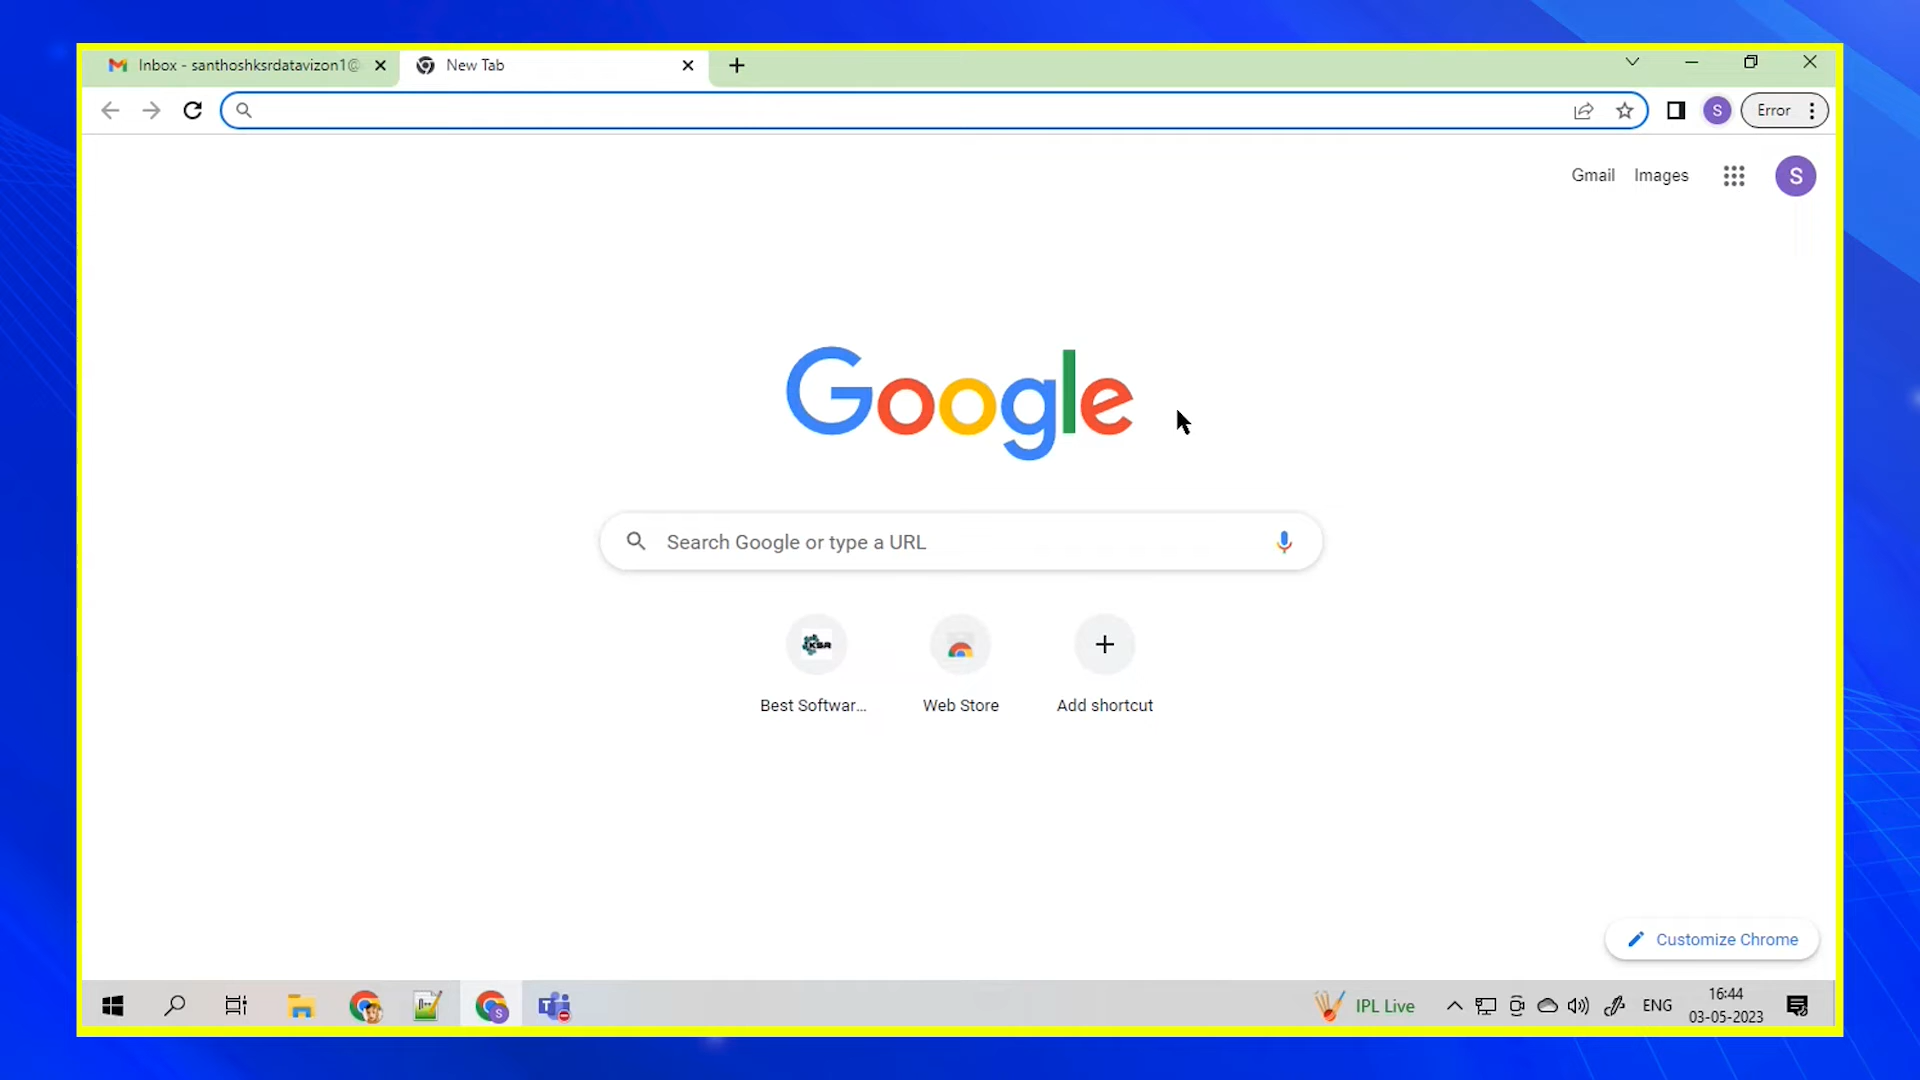 Inbox - santhoshksrdatavizon1@
New Tab
S
Error
Gmail
Images
S
Google
Search Google or type a URL
KSR
Best Softwar...
Web Store
Add shortcut
Customize Chrome
S
IPL Live
ENG
16:44
03-05-2023